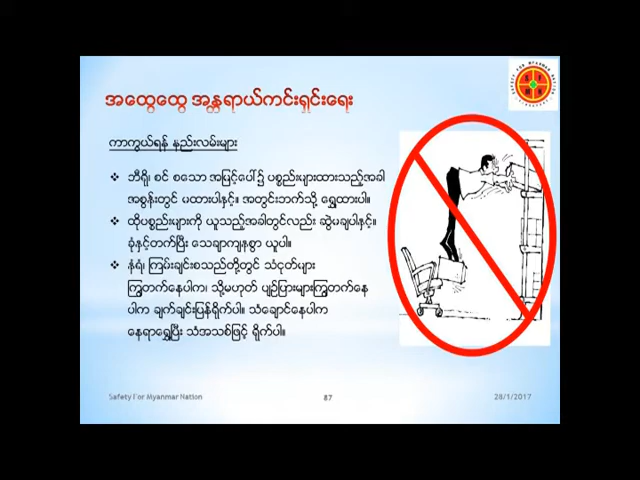 SAFETY FOR MYANMAR NATION
S F
M N
အထွေထွေ အန္တရာယ်ကင်းရှင်းရေး
ကာကွယ်ရန် နည်းလမ်းများ
❖ ဘီရို၊ စင် စသော အမြင့်ပေါ်၌ ပစ္စည်းများထားသည့်အခါ
အစွန်းတွင် မထားပါနှင့်။ အတွင်းဘက်သို့ ရွှေ့ထားပါ။
❖ ထိုပစ္စည်းများကို ယူသည့်အခါတွင်လည်း ဆွဲမချပါနှင့်။
ခုံနှင့်တက်ပြီး သေချာကျနစွာ ယူပါ။
❖ နံရံ၊ ကြမ်းချင်းစသည်တို့တွင် သံငုတ်များ
ကြွတက်နေပါက၊ သို့မဟုတ် ပျဉ်ပြားများကြွတက်နေ
ပါက ချက်ချင်းပြန်ရိုက်ပါ။ သံချောင်နေပါက
နေရာရွှေ့ပြီး သံအသစ်ဖြင့် ရိုက်ပါ။
Safety For Myanmar Nation
87
28/1/2017